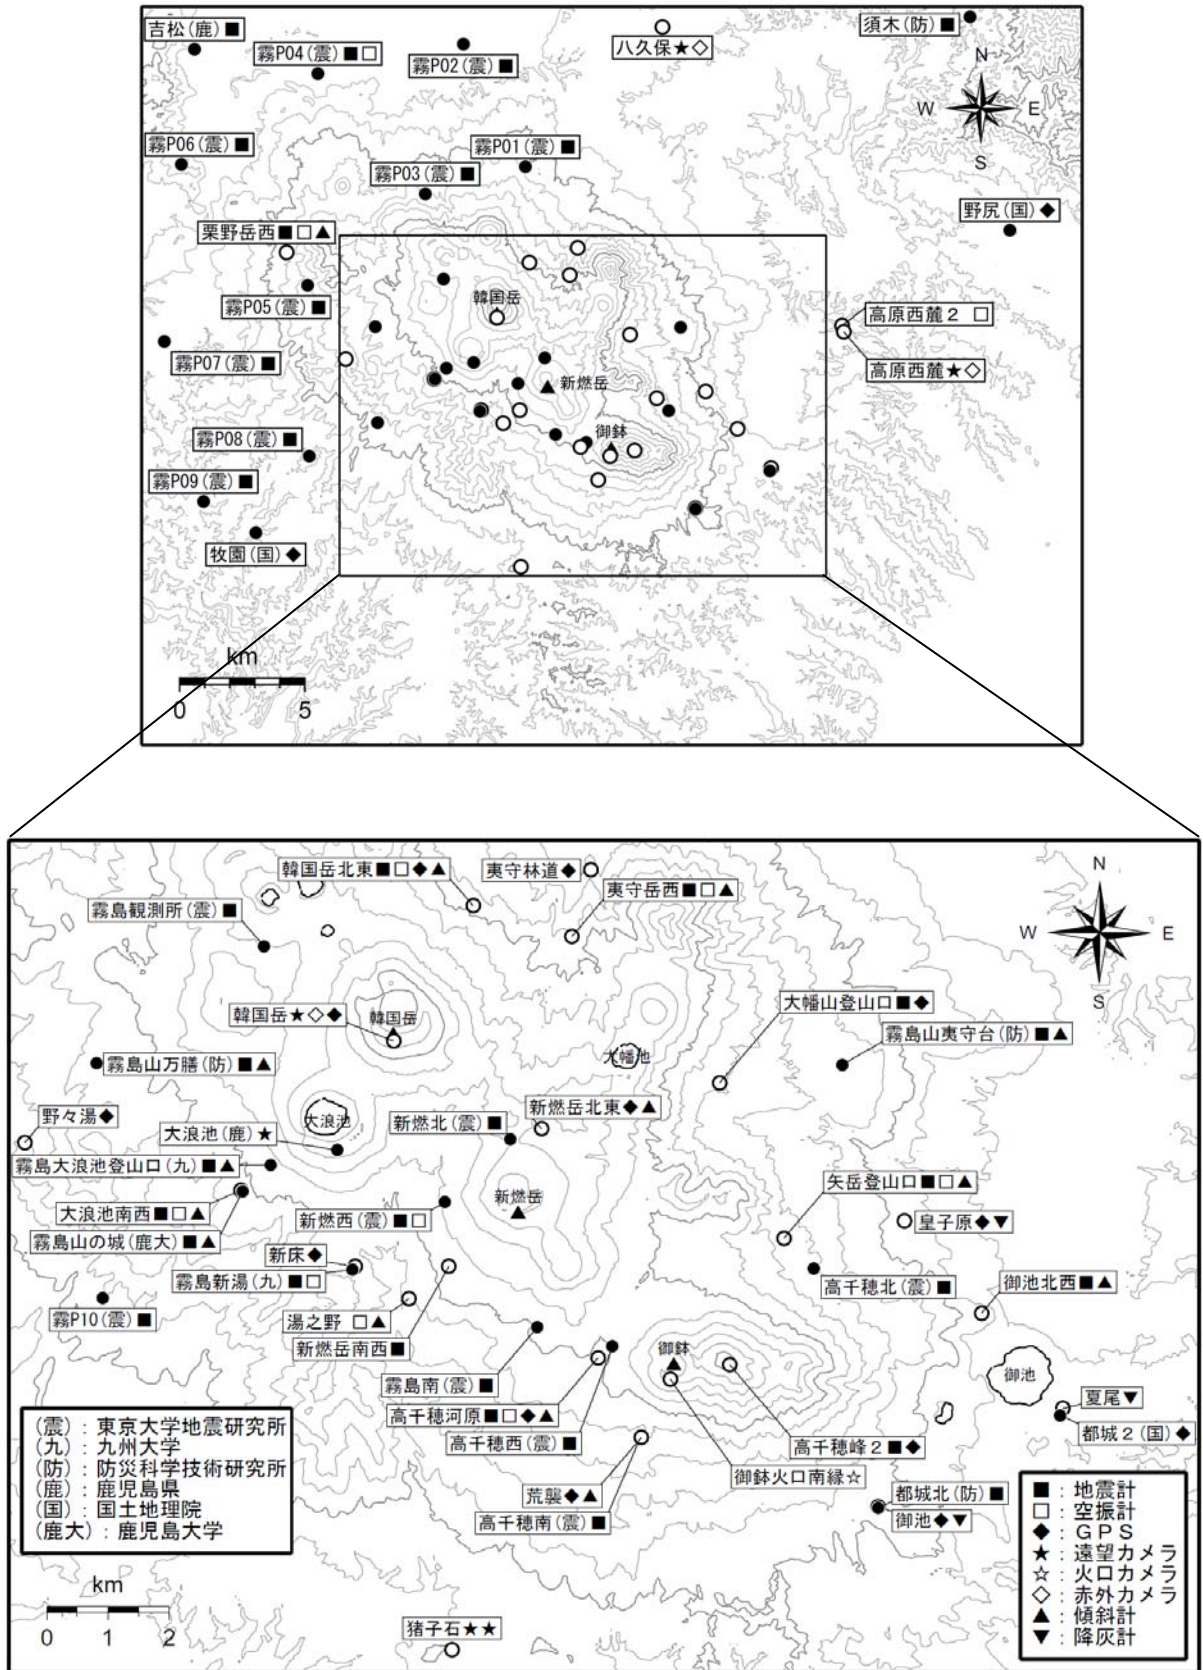 吉松(鹿)■
霧P04(震)■□
霧P02(震)■
八久保★◇
須木(防)■
N
W
E
S
霧P06(震)■
霧P01(震)■
霧P03(震)■
野尻(国)◆
栗野岳西■□▲
韓国岳
霧P05(震)■
高原西麓2 □
霧P07(震)■
新燃岳
高原西麓★◇
御鉢
霧P08(震)■
霧P09(震)■
牧園(国)◆
km
0
5
韓国岳北東■□◆▲
夷守林道◆
夷守岳西■□▲
N
W
E
S
霧島観測所(震)■
韓国岳★◇◆
韓国岳
大幡山登山口■◆
霧島山夷守台(防)■▲
霧島山万膳(防)■▲
大幡池
野々湯◆
大浪池
新燃岳北東◆▲
大浪池(鹿)★
新燃北(震)■
霧島大浪池登山口(九)■▲
矢岳登山口■□▲
大浪池南西■□▲
新燃岳
新燃西(震)■□
皇子原◆▼
霧島山の城(鹿大)■▲
新床◆
霧島新湯(九)■□
高千穂北(震)■
御池北西■▲
霧P10(震)■
湯之野 □▲
新燃岳南西■
御鉢
御池
霧島南(震)■
夏尾▼
高千穂河原■□◆▲
都城2(国)◆
高千穂西(震)■
高千穂峰2■◆
御鉢火口南縁☆
荒襲◆▲
都城北(防)■
高千穂南(震)■
御池◆▼
(震):東京大学地震研究所
(九):九州大学
(防):防災科学技術研究所
(鹿):鹿児島県
(国):国土地理院
(鹿大):鹿児島大学
■:地震計
□:空振計
◆:GPS
★:遠望カメラ
☆:火口カメラ
◇:赤外カメラ
▲:傾斜計
▼:降灰計
km
0 1 2
猪子石★★